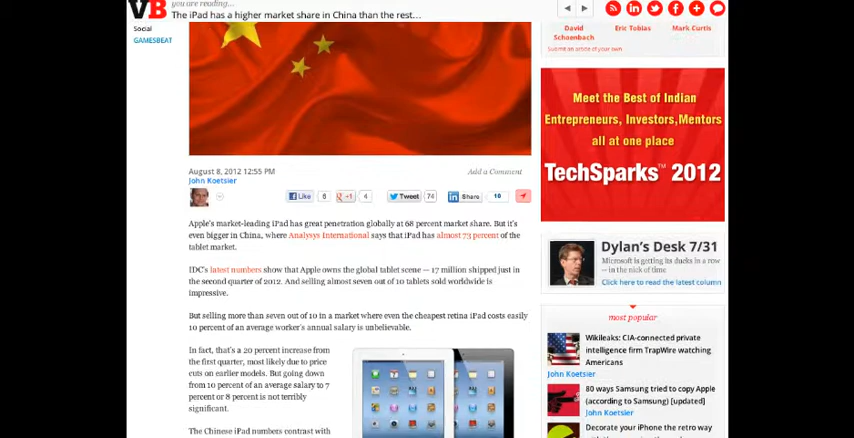 VB
you are reading...
The iPad has a higher market share in China than the rest...
Social
GAMESBEAT
David
Schaenbach
Eric Tobias
Mark Curtis
Submit an article of your own
August 8, 2012 12:55 PM
John Koetsier
Add a Comment
Like 6
+1 4
Tweet 74
in Share 10
Apple's market-leading iPad has great penetration globally at 68 percent market share. But it's
even bigger in China, where Analysys International says that iPad has almost 73 percent of the
tablet market.
IDC's latest numbers show that Apple owns the global tablet scene — 17 million shipped just in
the second quarter of 2012. And selling almost seven out of 10 tablets sold worldwide is
impressive.
But selling more than seven out of 10 in a market where even the cheapest retina iPad costs easily
10 percent of an average worker's annual salary is unbelievable.
In fact, that's a 20 percent increase from
the first quarter, most likely due to price
cuts on earlier models. But going down
from 10 percent of an average salary to 7
percent or 8 percent is not terribly
significant.
The Chinese iPad numbers contrast with
Meet the Best of Indian
Entrepreneurs, Investors,Mentors
all at one place
TechSparks™ 2012
Dylan's Desk 7/31
Microsoft is getting its ducks in a row
— in the nick of time
Click here to read the latest column
most popular
Wikileaks: CIA-connected private
intelligence firm TrapWire watching
Americans
John Koetsier
80 ways Samsung tried to copy Apple
(according to Samsung) [updated]
John Koetsier
Decorate your iPhone the retro way